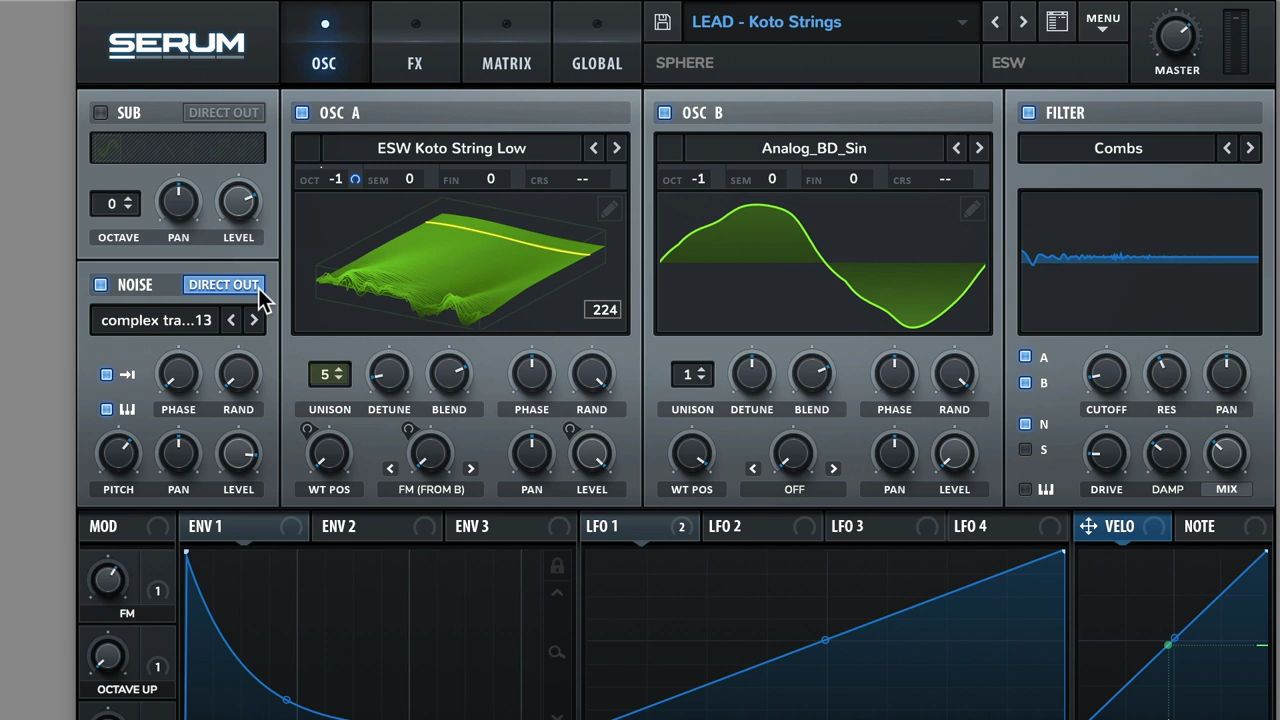 SERUM
OSC
FX
MATRIX
GLOBAL
LEAD - Koto Strings
SPHERE
ESW
MENU
MASTER
SUB
DIRECT OUT
0
OCTAVE
PAN
LEVEL
NOISE
DIRECT OUT
complex tra...13
PHASE
RAND
PITCH
PAN
LEVEL
OSC A
ESW Koto String Low
OCT -1 SEM 0 FIN 0 CRS --
224
5
UNISON
DETUNE
BLEND
PHASE
RAND
WT POS
FM (FROM B)
PAN
LEVEL
OSC B
Analog_BD_Sin
OCT -1 SEM 0 FIN 0 CRS --
1
UNISON
DETUNE
BLEND
PHASE
RAND
WT POS
OFF
PAN
LEVEL
FILTER
Combs
A
B
N
S
CUTOFF
RES
PAN
DRIVE
DAMP
MIX
MOD
ENV 1
ENV 2
ENV 3
LFO 1
2
LFO 2
LFO 3
LFO 4
VELO
NOTE
1
FM
1
OCTAVE UP